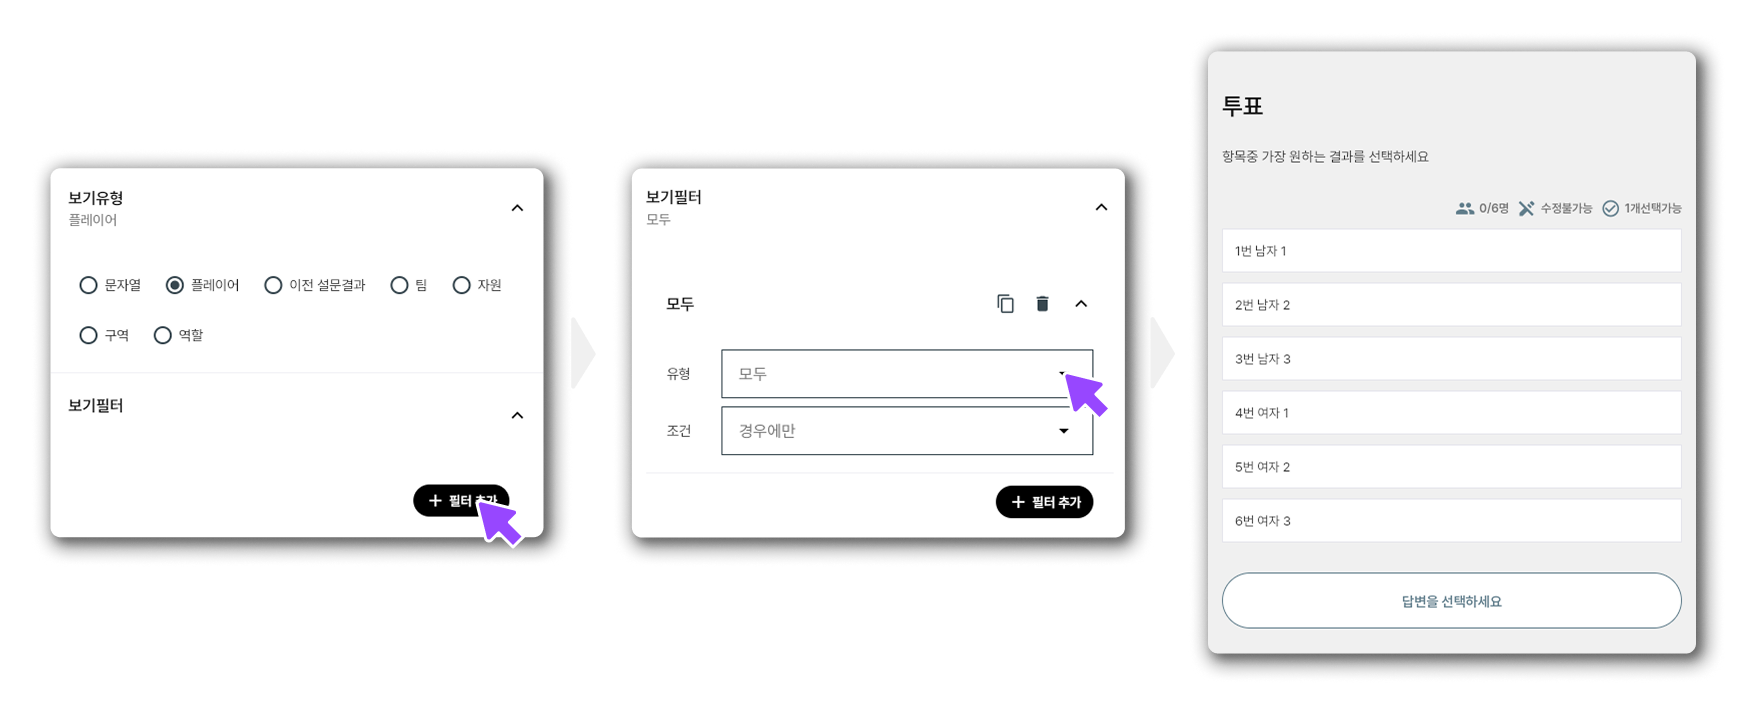 보기유형
플레이어
문자열 플레이어 이전 설문결과 팀 자원
구역 역할
보기필터
+ 필터 추가
보기필터
모두
모두
유형 모두
조건 경우에만
+ 필터 추가
투표
항목중 가장 원하는 결과를 선택하세요
0/6명 수정불가능 1개선택가능
1번 남자 1
2번 남자 2
3번 남자 3
4번 여자 1
5번 여자 2
6번 여자 3
답변을 선택하세요